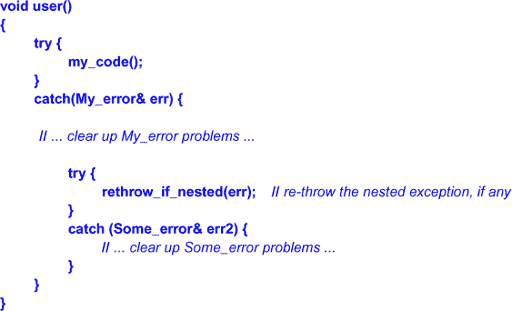 void user()
{
try {
my_code();
}
catch(My_error& err) {
// ... clear up My_error problems ...
try {
rethrow_if_nested(err); // re-throw the nested exception, if any
}
catch (Some_error& err2) {
// ... clear up Some_error problems ...
}
}
}